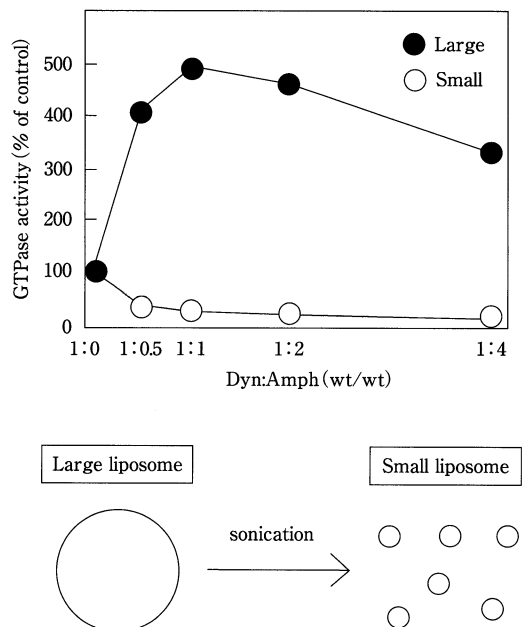 Large
Small
GTPase activity (% of control)
500
400
300
200
100
0
1:0 1:0.5 1:1 1:2 1:4
Dyn:Amph (wt/wt)
Large liposome
Small liposome
sonication